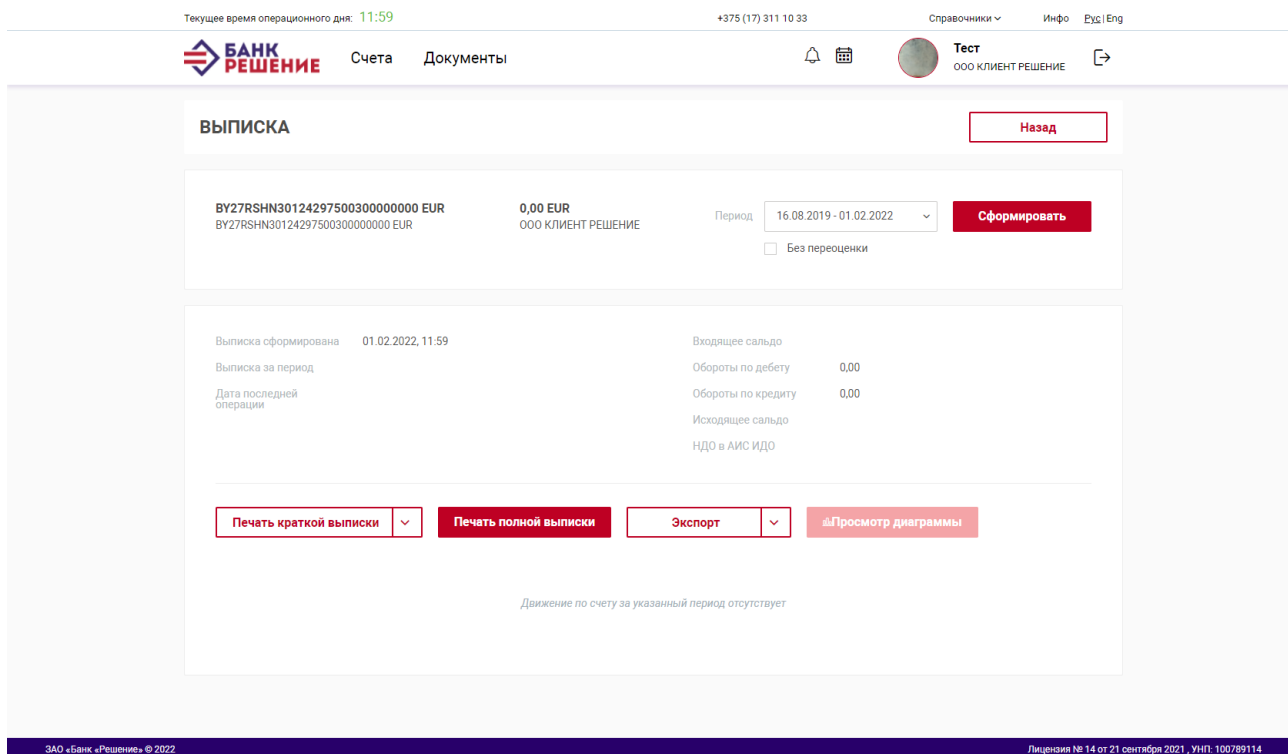 Текущее время операционного дня: 11:59
+375 (17) 311 10 33
Справочники
Инфо
Рус | Eng
БАНК
РЕШЕНИЕ
Счета
Документы
Тест
ООО КЛИЕНТ РЕШЕНИЕ
ВЫПИСКА
Назад
BY27RSHN30124297500300000000 EUR
BY27RSHN30124297500300000000 EUR
0,00 EUR
ООО КЛИЕНТ РЕШЕНИЕ
Период
16.08.2019 - 01.02.2022
Сформировать
Без переоценки
Выписка сформирована 01.02.2022, 11:59
Выписка за период
Дата последней
операции
Входящее сальдо
Обороты по дебету 0,00
Обороты по кредиту 0,00
Исходящее сальдо
НДО в АИС ИДО
Печать краткой выписки
Печать полной выписки
Экспорт
Просмотр диаграммы
Движение по счету за указанный период отсутствует
ЗАО «Банк «Решение» © 2022
Лицензия № 14 от 21 сентября 2021 , УНП: 100789114